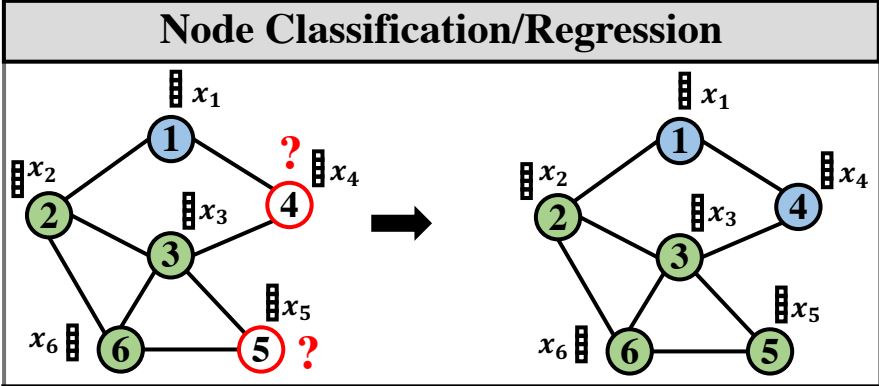 Node Classification/Regression
x₁
1
?
x₂
x₄
2
x₃
4
3
x₅
x₆
6
5
?
x₁
1
x₂
x₄
2
x₃
4
3
x₅
x₆
6
5